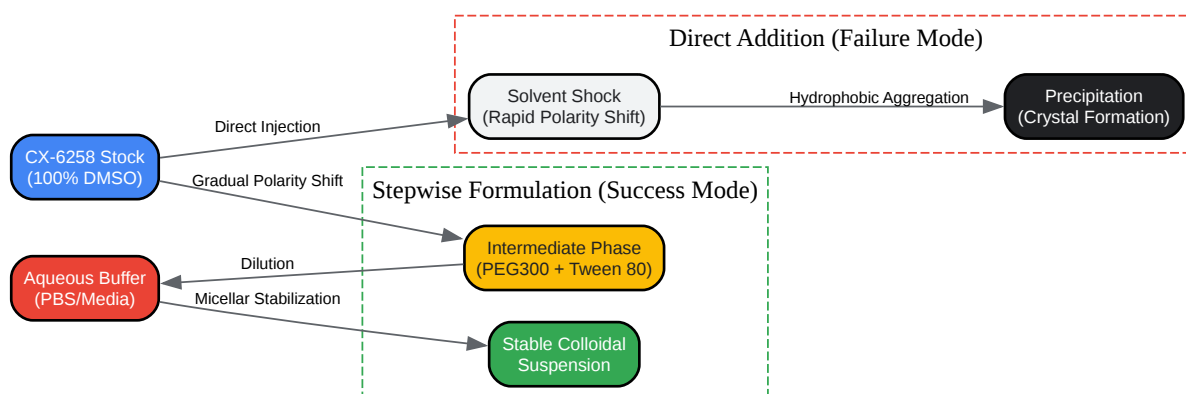 Direct Addition (Failure Mode)
Solvent Shock
(Rapid Polarity Shift)
Hydrophobic Aggregation
Precipitation
(Crystal Formation)
Direct Injection
CX-6258 Stock
(100% DMSO)
Gradual Polarity Shift
Stepwise Formulation (Success Mode)
Intermediate Phase
(PEG300 + Tween 80)
Dilution
Aqueous Buffer
(PBS/Media)
Micellar Stabilization
Stable Colloidal
Suspension